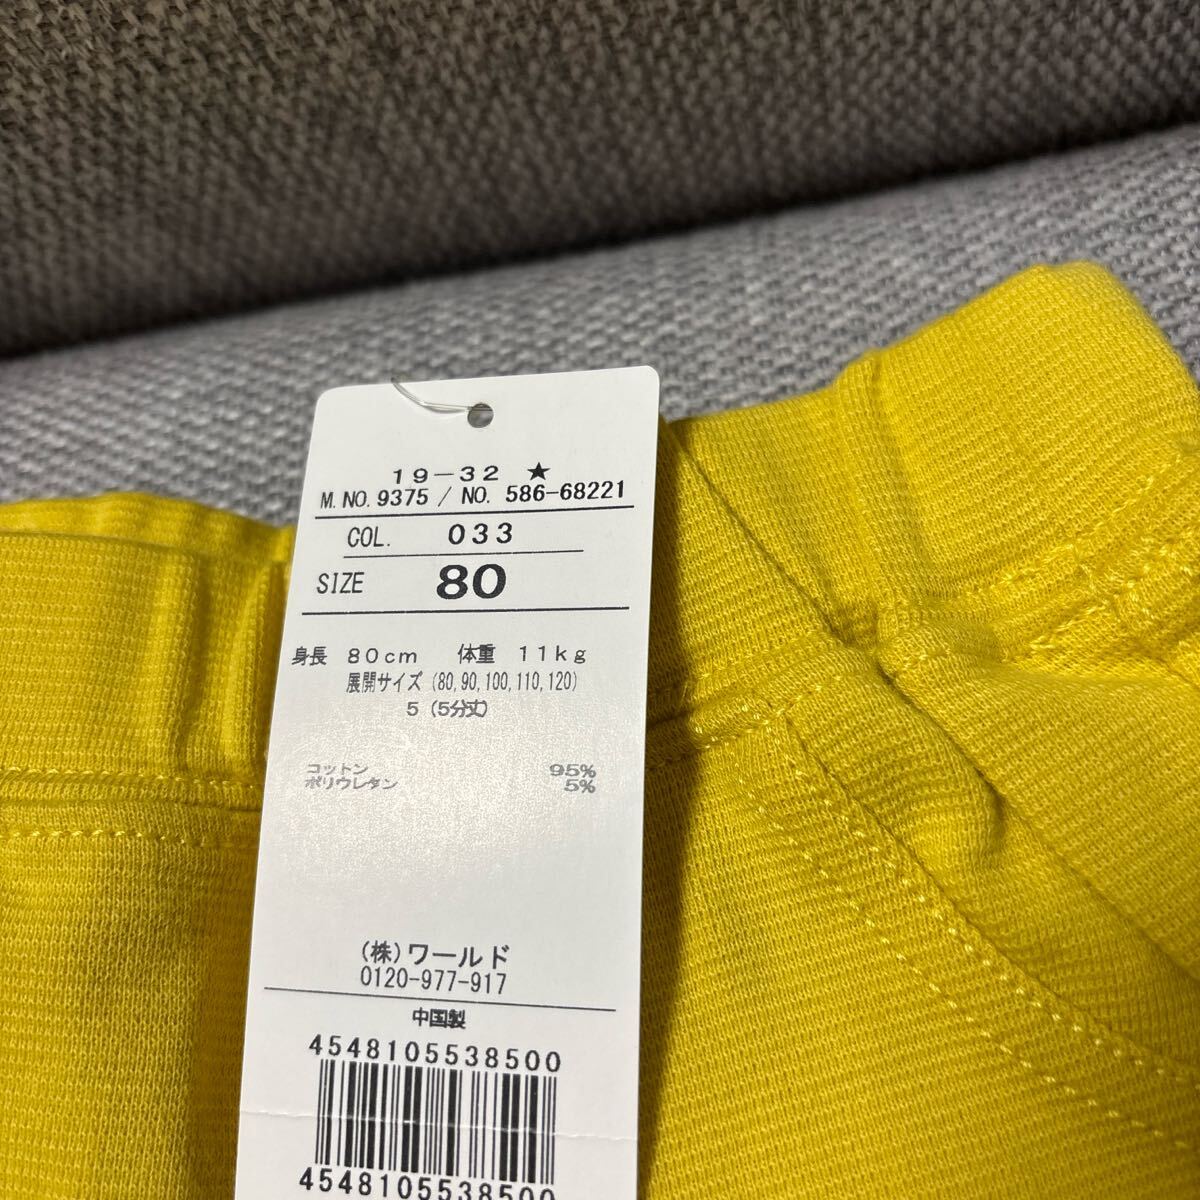 19-32 ★
M.NO.9375 / NO. 586-68221
COL. 033
SIZE 80
身長 80cm 体重 11kg
展開サイズ (80,90,100,110,120)
5 (5分丈)
コットン 95%
ポリウレタン 5%
(株)ワールド
0120-977-917
中国製
4548105538500
4548105538500